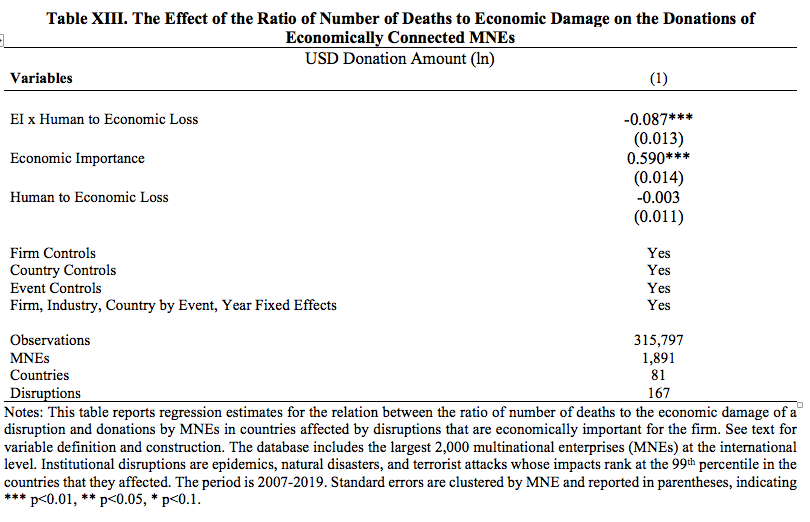 Table XIII. The Effect of the Ratio of Number of Deaths to Economic Damage on the Donations of
Economically Connected MNEs
USD Donation Amount (ln)
Variables (1)
EI x Human to Economic Loss -0.087***
(0.013)
Economic Importance 0.590***
(0.014)
Human to Economic Loss -0.003
(0.011)
Firm Controls Yes
Country Controls Yes
Event Controls Yes
Firm, Industry, Country by Event, Year Fixed Effects Yes
Observations 315,797
MNEs 1,891
Countries 81
Disruptions 167
Notes: This table reports regression estimates for the relation between the ratio of number of deaths to the economic damage of a
disruption and donations by MNEs in countries affected by disruptions that are economically important for the firm. See text for
variable definition and construction. The database includes the largest 2,000 multinational enterprises (MNEs) at the international
level. Institutional disruptions are epidemics, natural disasters, and terrorist attacks whose impacts rank at the 99th percentile in the
countries that they affected. The period is 2007-2019. Standard errors are clustered by MNE and reported in parentheses, indicating
*** p<0.01, ** p<0.05, * p<0.1.